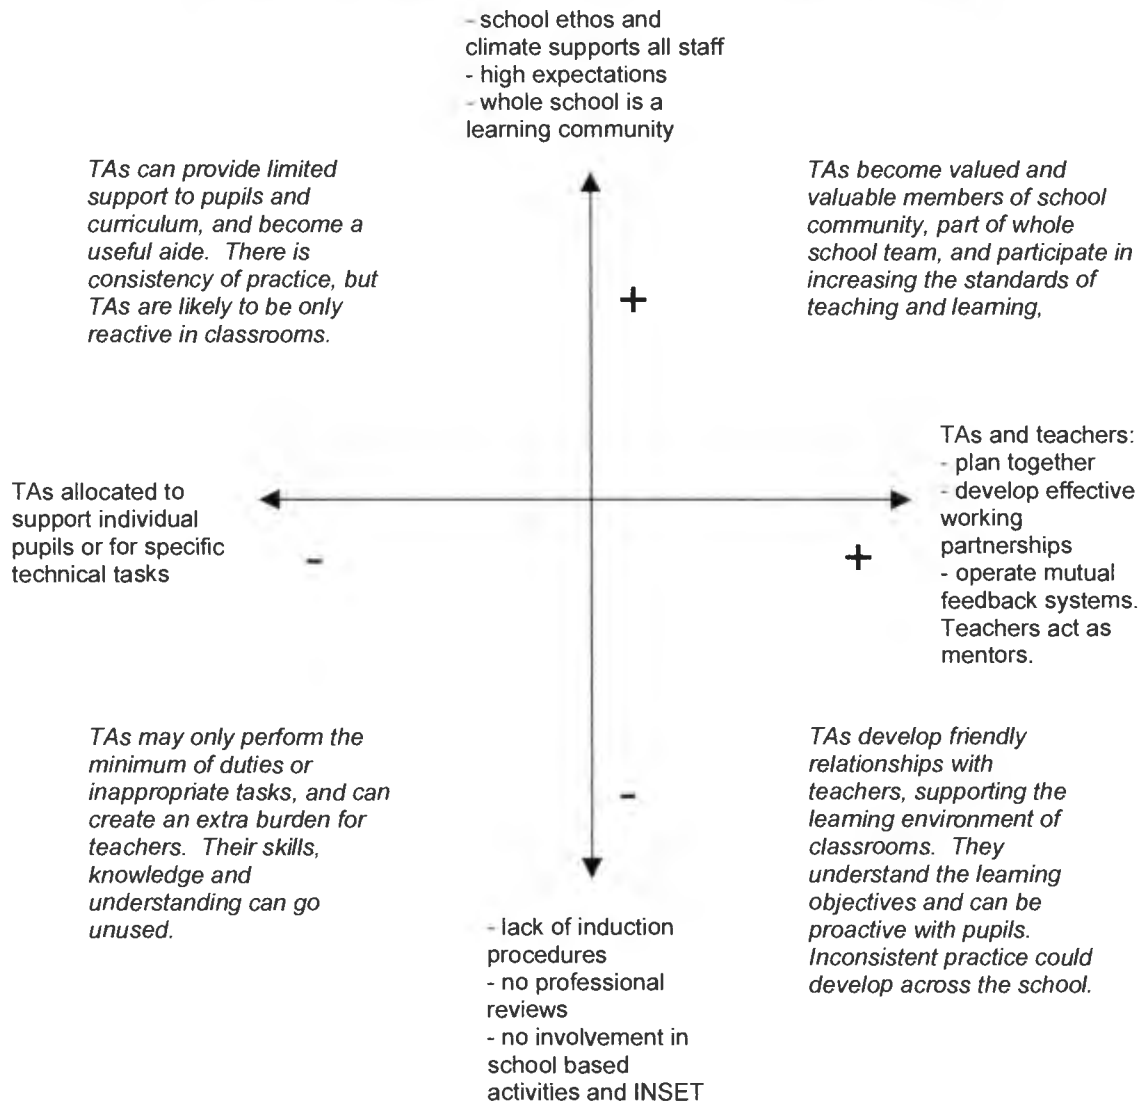 - school ethos and
climate supports all staff
- high expectations
- whole school is a
learning community
TAs can provide limited
support to pupils and
curriculum, and become a
useful aide. There is
consistency of practice, but
TAs are likely to be only
reactive in classrooms.
TAs become valued and
valuable members of school
community, part of whole
school team, and participate in
increasing the standards of
teaching and learning,
+
TAs allocated to
support individual
pupils or for specific
technical tasks
-
TAs and teachers:
- plan together
- develop effective
working
partnerships
- operate mutual
feedback systems.
Teachers act as
mentors.
+
TAs may only perform the
minimum of duties or
inappropriate tasks, and can
create an extra burden for
teachers. Their skills,
knowledge and
understanding can go
unused.
-
TAs develop friendly
relationships with
teachers, supporting the
learning environment of
classrooms. They
understand the learning
objectives and can be
proactive with pupils.
Inconsistent practice could
develop across the school.
- lack of induction
procedures
- no professional
reviews
- no involvement in
school based
activities and INSET